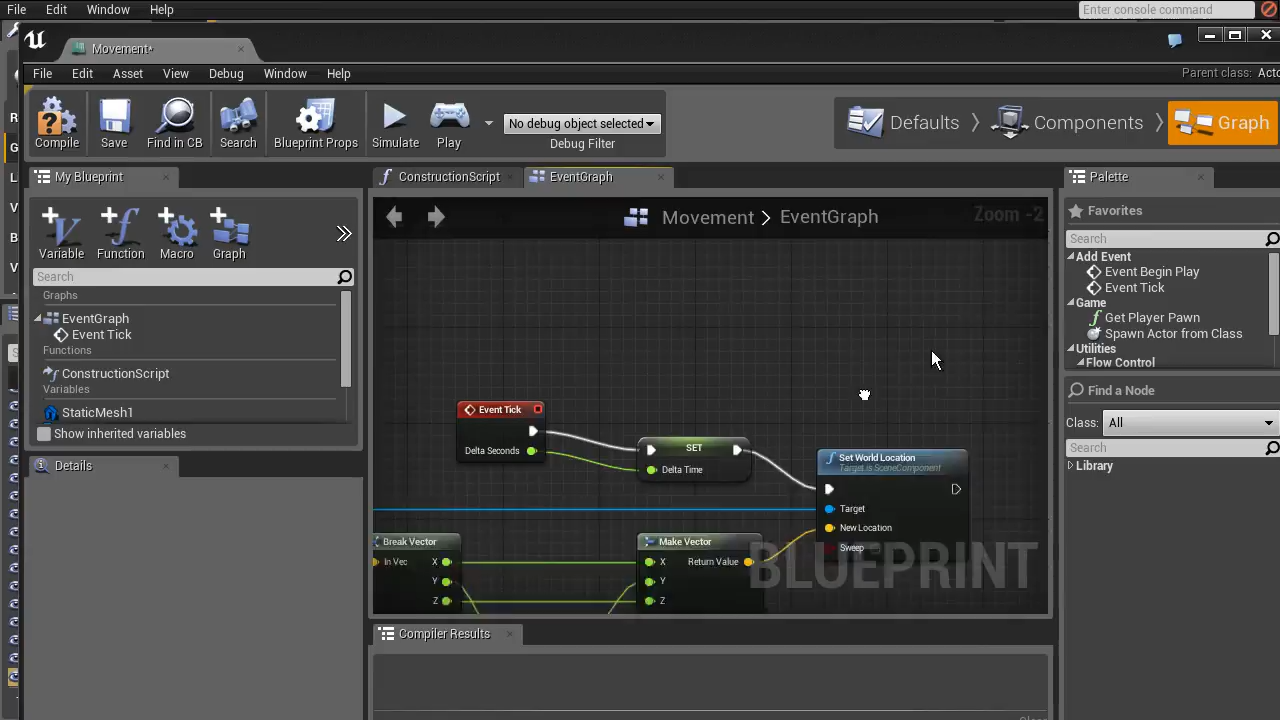 File Edit Window Help Enter console command
Movement*
File Edit Asset View Debug Window Help Parent class: Acto
Compile Save Find in CB Search Blueprint Props Simulate Play No debug object selected Debug Filter Defaults Components Graph
My Blueprint ConstructionScript EventGraph Palette
Variable Function Macro Graph
Movement > EventGraph Zoom -2
Favorites
Search
Search
Graphs
EventGraph
Event Tick
Functions
ConstructionScript
Variables
StaticMesh1
Show inherited variables
Details
Add Event
Event Begin Play
Event Tick
Game
Get Player Pawn
Spawn Actor from Class
Utilities
Flow Control
Find a Node
Class: All
Search
Library
Event Tick
Delta Seconds
SET
Delta Time
Set World Location
Target is SceneComponent
Target
New Location
Sweep
Break Vector
In Vec X
Y
Z
Make Vector
X Return Value
Y
Z
BLUEPRINT
Compiler Results